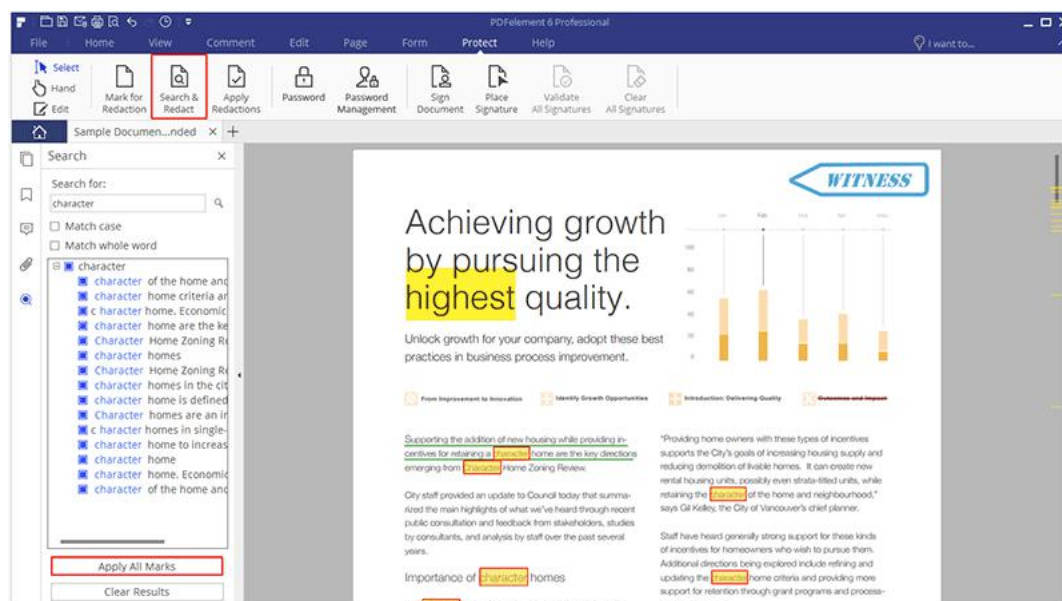 PDFelement 6 Professional
File Home View Comment Edit Page Form Protect Help I want to...
Select
Hand
Edit
Mark for Redaction
Search & Redact
Apply Redactions
Password
Password Management
Sign Document
Place Signature
Validate All Signatures
Clear All Signatures
Sample Documen...nded
Search
Search for:
character
Match case
Match whole word
character
character of the home and
character home criteria ar
c haracter home. Economic
character home are the ke
Character Home Zoning Re
character homes
Character Home Zoning Re
character homes in the cit
character home is defined
Character homes are an ir
c haracter homes in single-
character home to increas
character home
character home. Economic
character of the home and
Apply All Marks
Clear Results
WITNESS
Achieving growth
by pursuing the
highest quality.
Unlock growth for your company, adopt these best
practices in business process improvement.
Feb
100
80
60
40
20
0
From Improvement to Innovation
Identify Growth Opportunities
Introduction: Delivering Quality
Outcomes and Impact
Supporting the addition of new housing while providing in-
centives for retaining a character home are the key directions
emerging from Character Home Zoning Review.
City staff provided an update to Council today that summa-
rized the main highlights of what we've heard through recent
public consultation and feedback from stakeholders, studies
by consultants, and analysis by staff over the past several
years.
Importance of character homes
"Providing home owners with these types of incentives
supports the City's goals of increasing housing supply and
reducing demolition of livable homes. It can create new
rental housing units, possibly even strata-titled units, while
retaining the character of the home and neighbourhood,"
says Gil Kelley, the City of Vancouver's chief planner.
Staff have heard generally strong support for these kinds
of incentives for homeowners who wish to pursue them.
Additional directions being explored include refining and
updating the character home criteria and providing more
support for retention through grant programs and process-